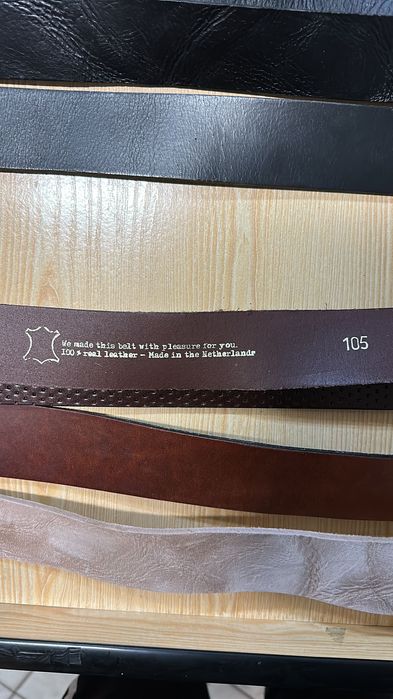 We made this belt with pleasure for you.
100% real leather - Made in the Netherlands
105